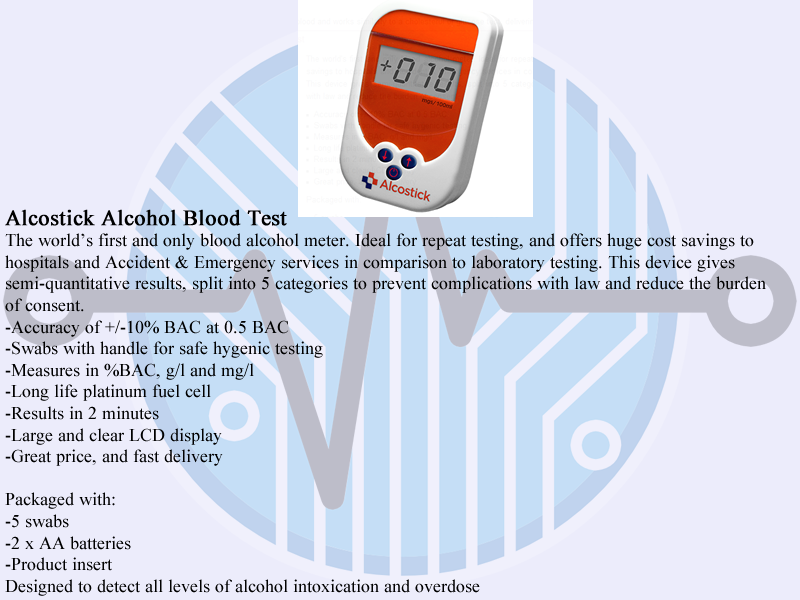 +010
mgs/100ml
Alcostick
Alcostick Alcohol Blood Test
The world's first and only blood alcohol meter. Ideal for repeat testing, and offers huge cost savings to
hospitals and Accident & Emergency services in comparison to laboratory testing. This device gives
semi-quantitative results, split into 5 categories to prevent complications with law and reduce the burden
of consent.
-Accuracy of +/-10% BAC at 0.5 BAC
-Swabs with handle for safe hygenic testing
-Measures in %BAC, g/l and mg/l
-Long life platinum fuel cell
-Results in 2 minutes
-Large and clear LCD display
-Great price, and fast delivery
Packaged with:
-5 swabs
-2 x AA batteries
-Product insert
Designed to detect all levels of alcohol intoxication and overdose